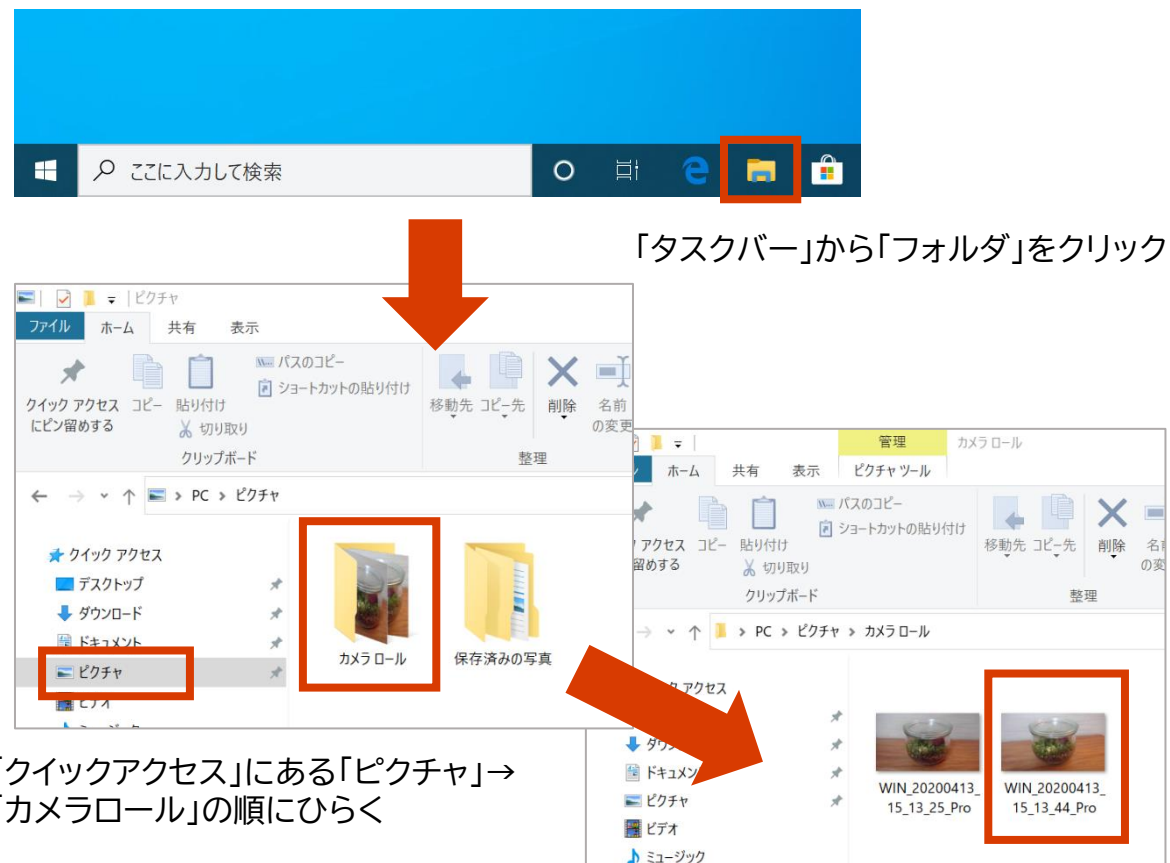 ここに入力して検索
「タスクバー」から「フォルダ」をクリック
ピクチャ
ファイル ホーム 共有 表示
クイック アクセス
にピン留めする
コピー
貼り付け
切り取り
パスのコピー
ショートカットの貼り付け
クリップボード
移動先 コピー先 削除 名前
の変更
整理
PC ピクチャ
クイック アクセス
デスクトップ
ダウンロード
ドキュメント
ピクチャ
ビデオ
カメラ ロール
保存済みの写真
「クイックアクセス」にある「ピクチャ」→
「カメラロール」の順にひらく
管理 カメラ ロール
ホーム 共有 表示 ピクチャ ツール
アクセス
留めする
コピー
貼り付け
切り取り
パスのコピー
ショートカットの貼り付け
クリップボード
移動先 コピー先 削除 名前
の変
整理
PC ピクチャ カメラ ロール
アクセス
ドキュメン
ピクチャ
ビデオ
ミュージック
WIN_20200413_
15_13_25_Pro
WIN_20200413_
15_13_44_Pro